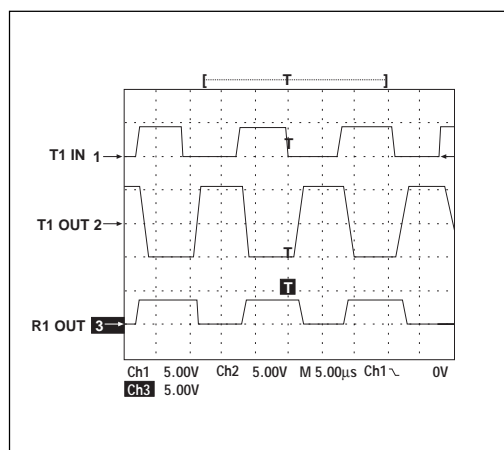 [ T ]
T1 IN 1
T
T1 OUT 2
T
T
R1 OUT 3
Ch1 5.00V Ch2 5.00V M 5.00µs Ch1 0V
Ch3 5.00V